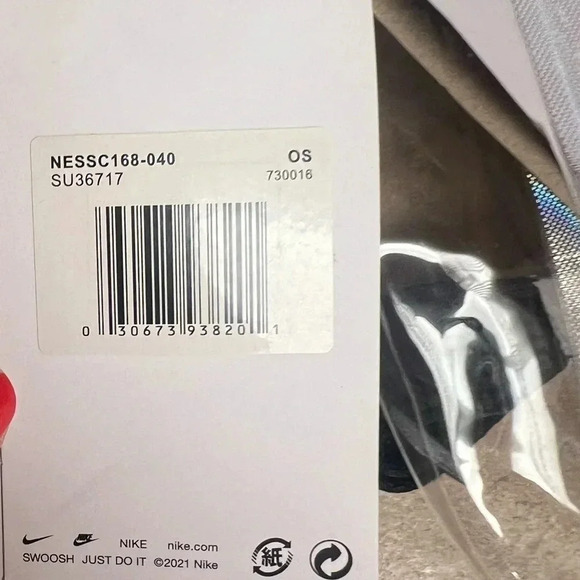 NESSC168-040 OS
SU36717 730016
0 30673 93820 1
NIKE nike.com
SWOOSH JUST DO IT ©2021 Nike
紙